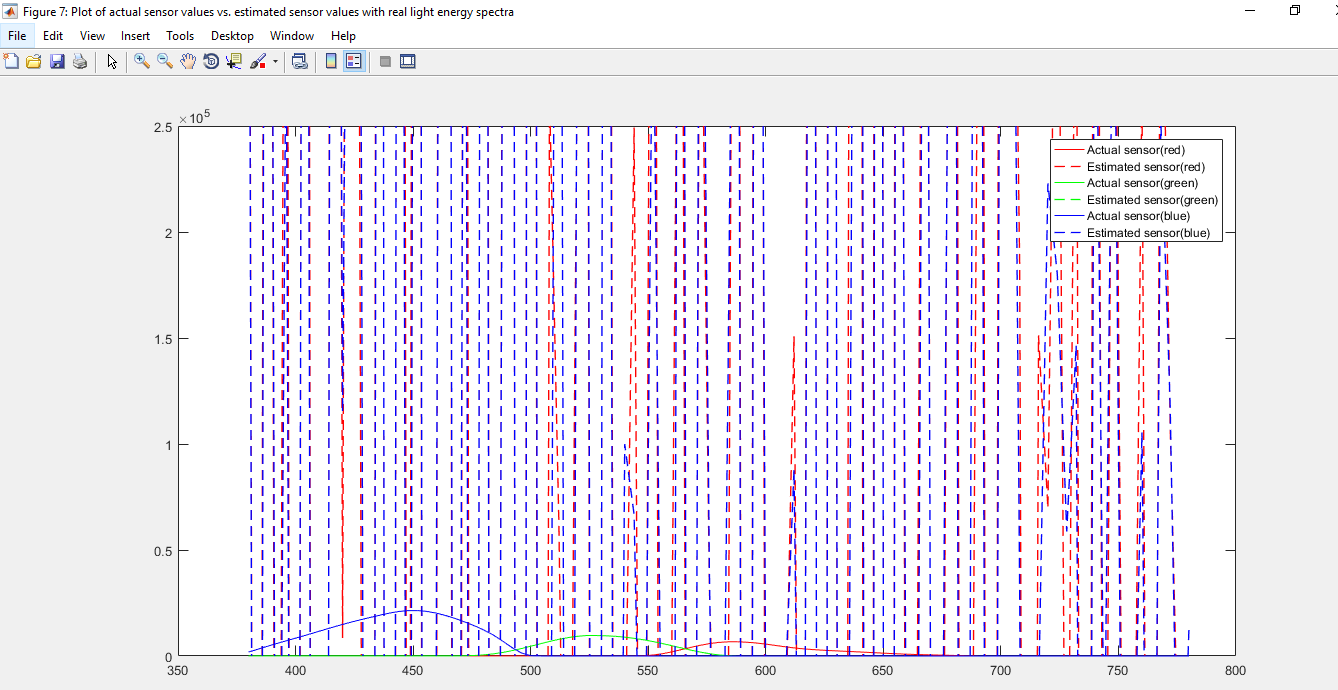 Figure 7: Plot of actual sensor values vs. estimated sensor values with real light energy spectra
File Edit View Insert Tools Desktop Window Help
×10^5
2.5
2
1.5
1
0.5
0
350 400 450 500 550 600 650 700 750 800
Actual sensor(red)
Estimated sensor(red)
Actual sensor(green)
Estimated sensor(green)
Actual sensor(blue)
Estimated sensor(blue)